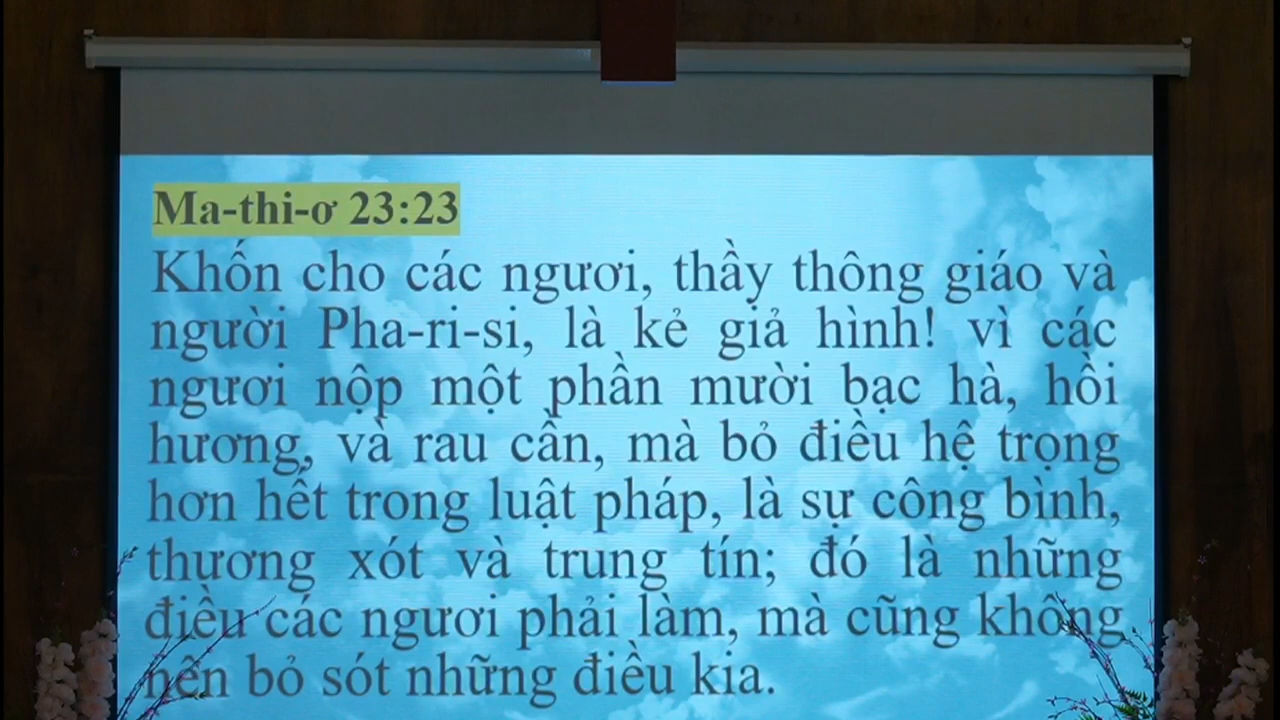 Ma-thi-ơ 23:23
Khốn cho các ngươi, thầy thông giáo và
người Pha-ri-si, là kẻ giả hình! vì các
ngươi nộp một phần mười bạc hà, hồi
hương, và rau cần, mà bỏ điều hệ trọng
hơn hết trong luật pháp, là sự công bình,
thương xót và trung tín; đó là những
điều các ngươi phải làm, mà cũng không
nên bỏ sót những điều kia.